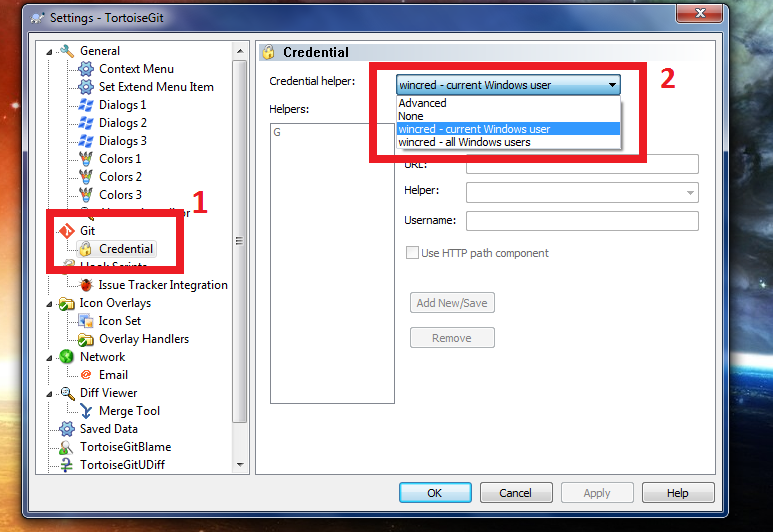 Settings - TortoiseGit
General
Context Menu
Set Extend Menu Item
Dialogs 1
Dialogs 2
Dialogs 3
Colors 1
Colors 2
Colors 3
1
Git
Credential
Issue Tracker Integration
Icon Overlays
Icon Set
Overlay Handlers
Network
Email
Diff Viewer
Merge Tool
Saved Data
TortoiseGitBlame
TortoiseGitUDiff
Credential
Credential helper:
wincred - current Windows user
2
Advanced
None
wincred - current Windows user
wincred - all Windows users
Helpers:
G
URL:
Helper:
Username:
Use HTTP path component
Add New/Save
Remove
OK
Cancel
Apply
Help